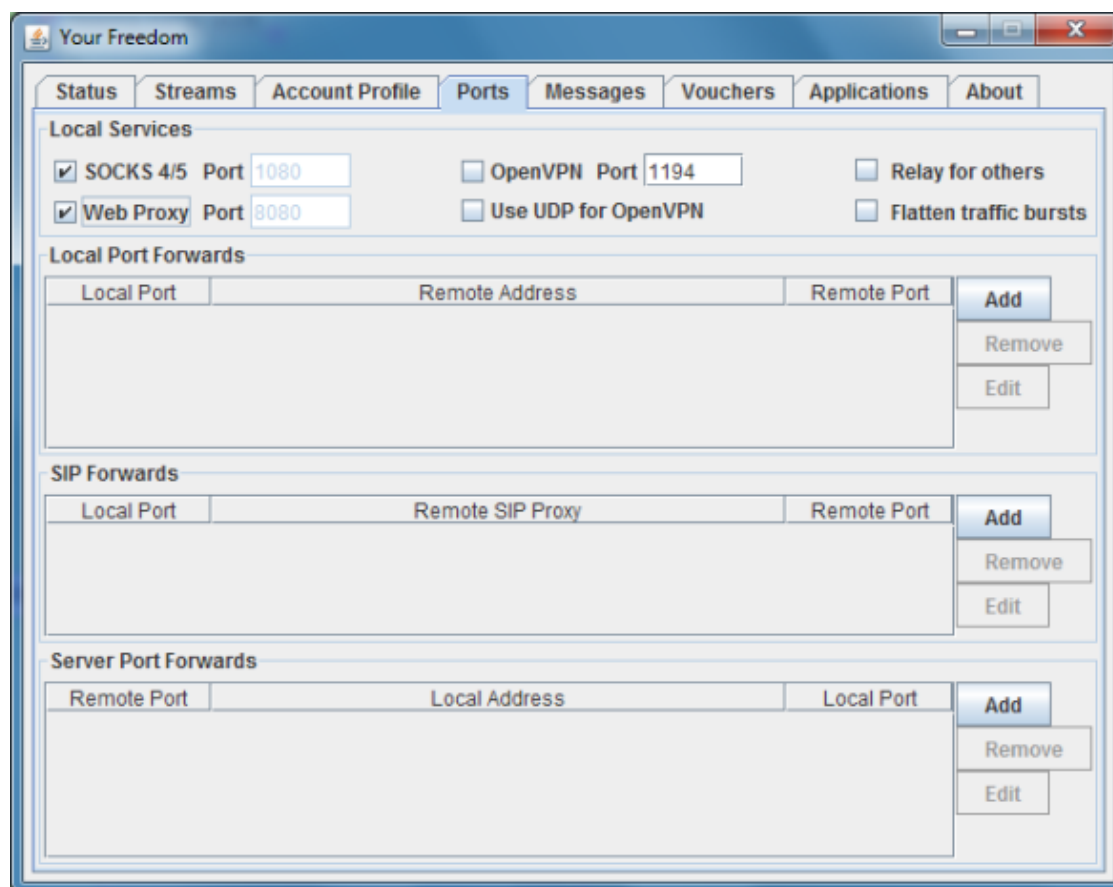 Your Freedom
Status Streams Account Profile Ports Messages Vouchers Applications About
Local Services
SOCKS 4/5 Port 1080 OpenVPN Port 1194 Relay for others
Web Proxy Port 8080 Use UDP for OpenVPN Flatten traffic bursts
Local Port Forwards
Local Port Remote Address Remote Port Add
Remove
Edit
SIP Forwards
Local Port Remote SIP Proxy Remote Port Add
Remove
Edit
Server Port Forwards
Remote Port Local Address Local Port Add
Remove
Edit